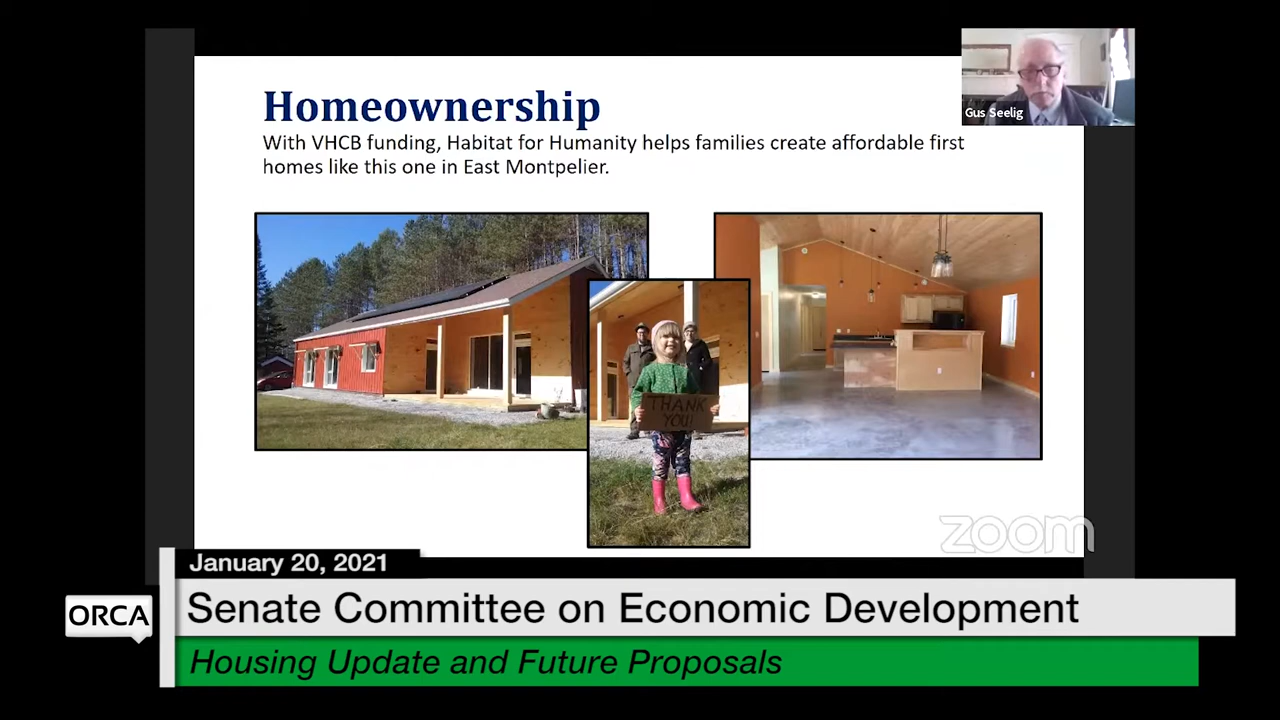 Homeownership
With VHCB funding, Habitat for Humanity helps families create affordable first
homes like this one in East Montpelier.
Gus Seelig
THANK
YOU!
zoom
January 20, 2021
ORCA
Senate Committee on Economic Development
Housing Update and Future Proposals